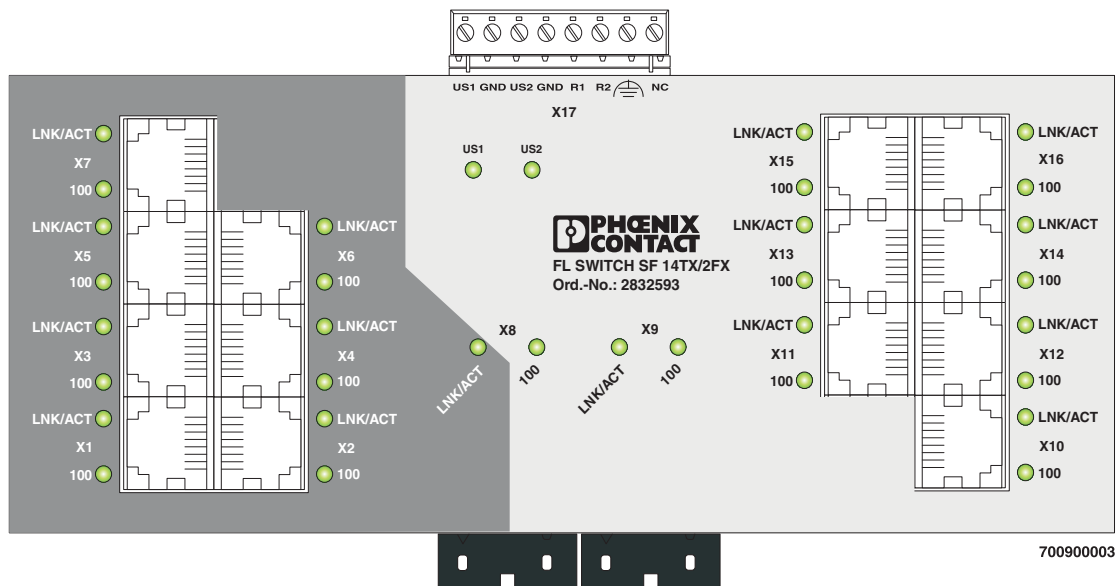 US1 GND US2 GND R1 R2 NC
X17
US1 US2
LNK/ACT
X7
100
LNK/ACT
X5
100
LNK/ACT
X6
100
LNK/ACT
X3
100
LNK/ACT
X4
100
LNK/ACT
X1
100
LNK/ACT
X2
100
PHŒNIX
CONTACT
FL SWITCH SF 14TX/2FX
Ord.-No.: 2832593
X8
LNK/ACT
100
X9
LNK/ACT
100
LNK/ACT
X15
100
LNK/ACT
X16
100
LNK/ACT
X13
100
LNK/ACT
X14
100
LNK/ACT
X11
100
LNK/ACT
X12
100
LNK/ACT
X10
100
700900003